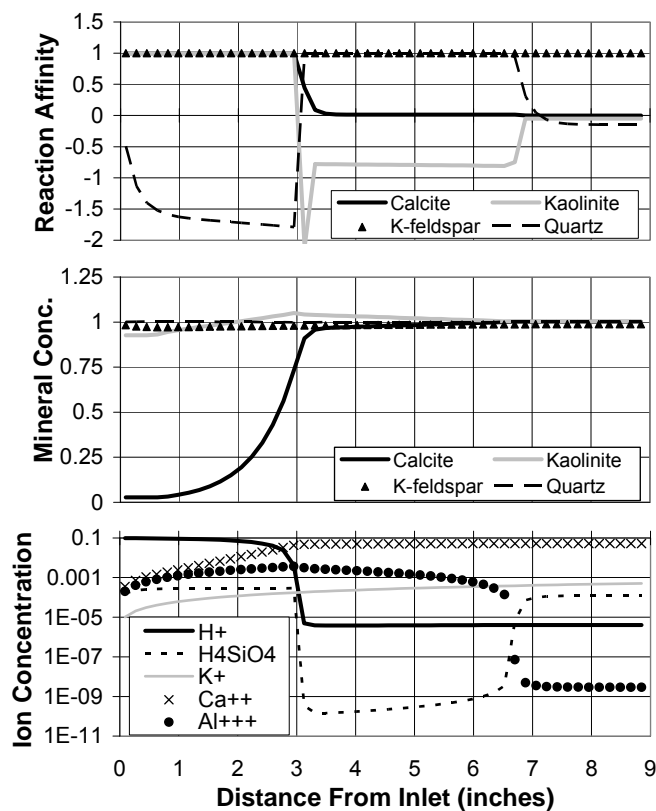 Reaction Affinity
1.5
1
0.5
0
-0.5
-1
-1.5
-2
Calcite
Kaolinite
K-feldspar
Quartz
Mineral Conc.
1.25
1
0.75
0.5
0.25
0
Calcite
Kaolinite
K-feldspar
Quartz
Ion Concentration
0.1
0.001
1E-05
1E-07
1E-09
1E-11
H+
H4SiO4
K+
Ca++
Al+++
0 1 2 3 4 5 6 7 8 9
Distance From Inlet (inches)